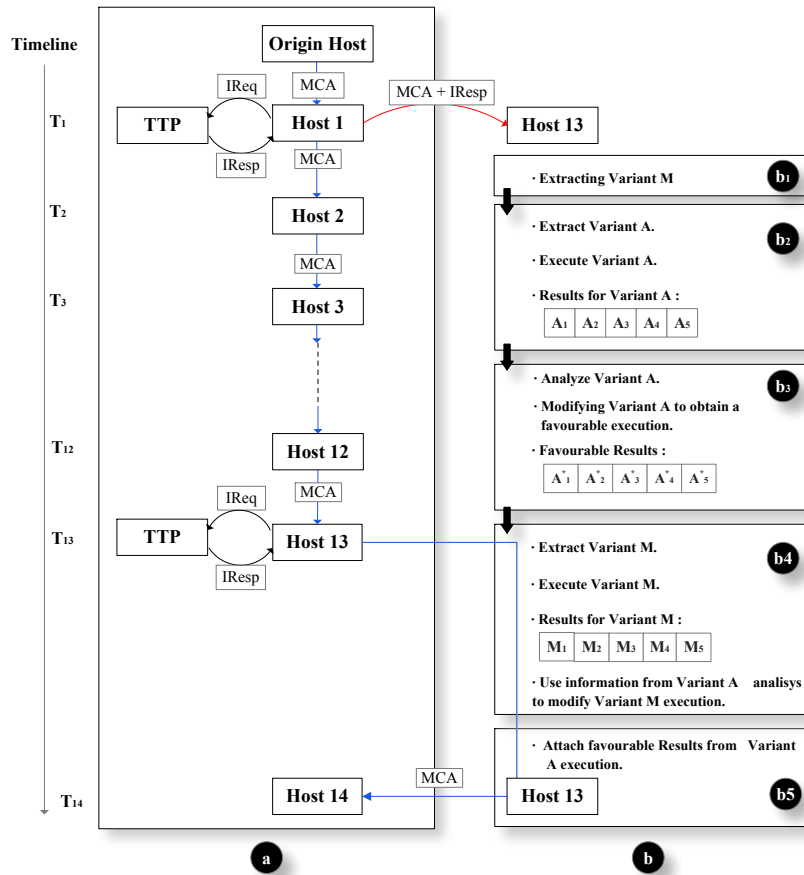 Timeline
Origin Host
IReq
MCA
MCA + IResp
T1
TTP
Host 1
Host 13
IResp
MCA
T2
Host 2
MCA
T3
Host 3
T12
Host 12
MCA
IReq
T13
TTP
Host 13
IResp
T14
Host 14
MCA
Host 13
a
· Extracting Variant M
b1
· Extract Variant A.
b2
· Execute Variant A.
· Results for Variant A :
A1 A2 A3 A4 A5
· Analyze Variant A.
b3
· Modifying Variant A to obtain a
favourable execution.
· Favourable Results :
A*1 A*2 A*3 A*4 A*5
· Extract Variant M.
b4
· Execute Variant M.
· Results for Variant M :
M1 M2 M3 M4 M5
· Use information from Variant A analisys
to modify Variant M execution.
· Attach favourable Results from Variant
A execution.
b5
b